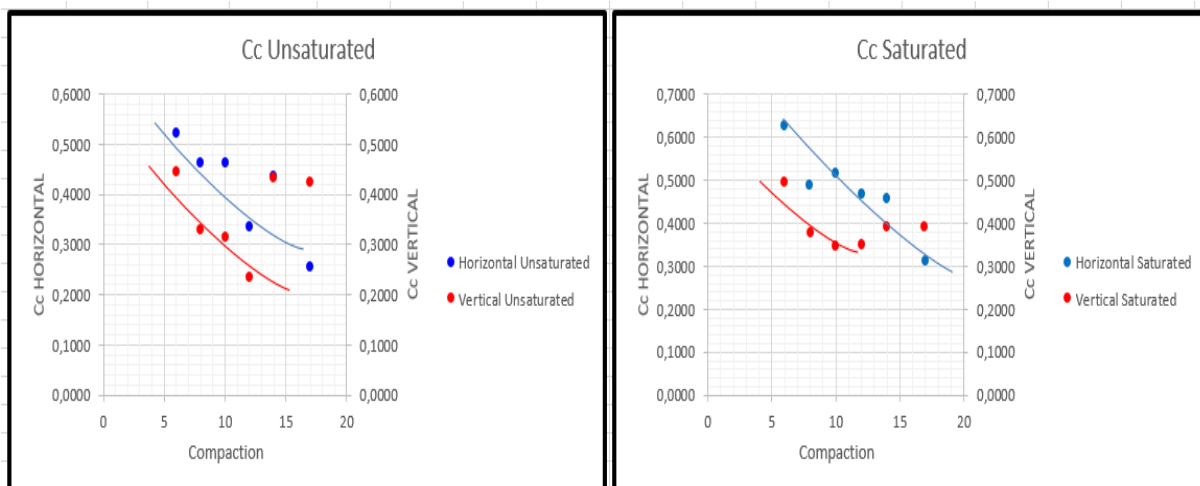 Cc Unsaturated
0,6000
0,5000
0,4000
0,3000
0,2000
0,1000
0,0000
Cc HORIZONTAL
0,6000
0,5000
0,4000
0,3000
0,2000
0,1000
0,0000
Cc VERTICAL
0 5 10 15 20
Compaction
Horizontal Unsaturated
Vertical Unsaturated
Cc Saturated
0,7000
0,6000
0,5000
0,4000
0,3000
0,2000
0,1000
0,0000
Cc HORIZONTAL
0,7000
0,6000
0,5000
0,4000
0,3000
0,2000
0,1000
0,0000
Cc VERTICAL
0 5 10 15 20
Compaction
Horizontal Saturated
Vertical Saturated